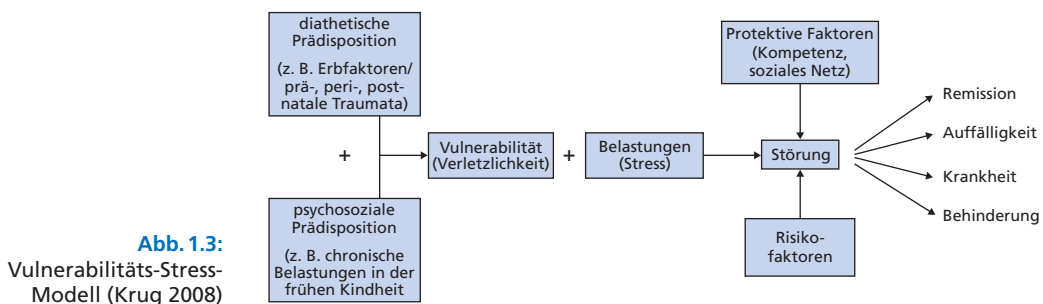 diathetische
Prädisposition
(z. B. Erbfaktoren/
prä-, peri-, post-
natale Traumata)
+
psychosoziale
Prädisposition
(z. B. chronische
Belastungen in der
frühen Kindheit
Vulnerabilität
(Verletzlichkeit)
+
Belastungen
(Stress)
Protektive Faktoren
(Kompetenz,
soziales Netz)
Störung
Risiko-
faktoren
Remission
Auffälligkeit
Krankheit
Behinderung
Abb. 1.3:
Vulnerabilitäts-Stress-
Modell (Krug 2008)